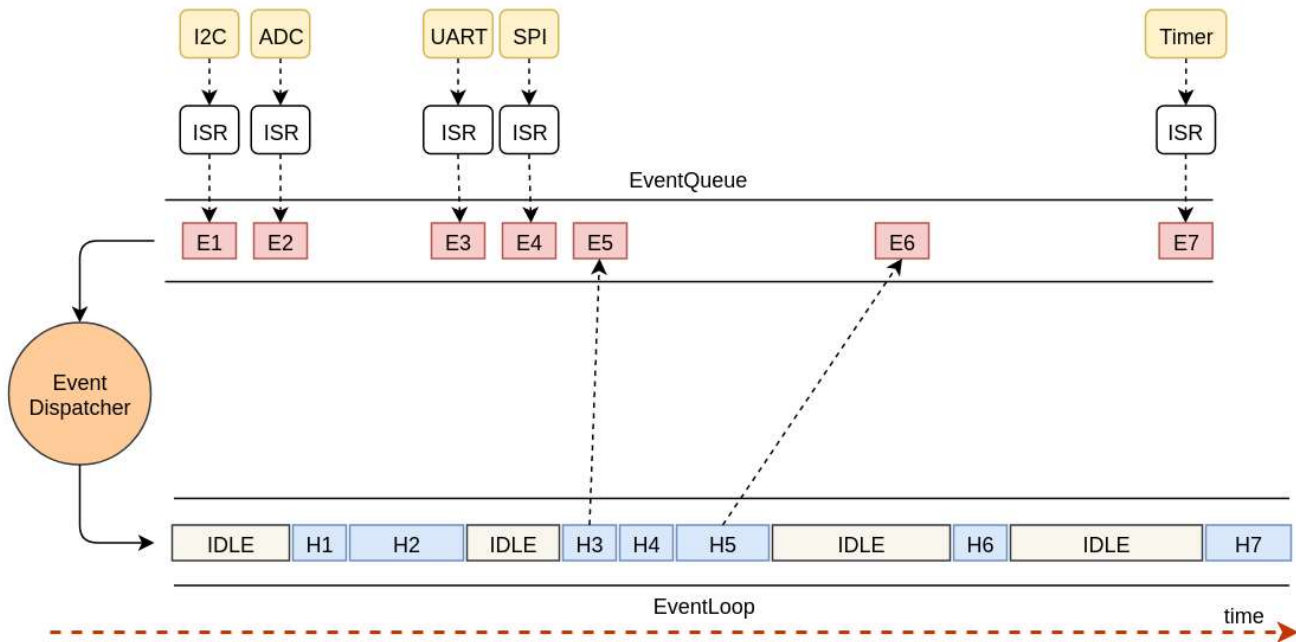 I2C ADC UART SPI Timer
ISR ISR ISR ISR ISR
EventQueue
E1 E2 E3 E4 E5 E6 E7
Event
Dispatcher
IDLE H1 H2 IDLE H3 H4 H5 IDLE H6 IDLE H7
EventLoop
time